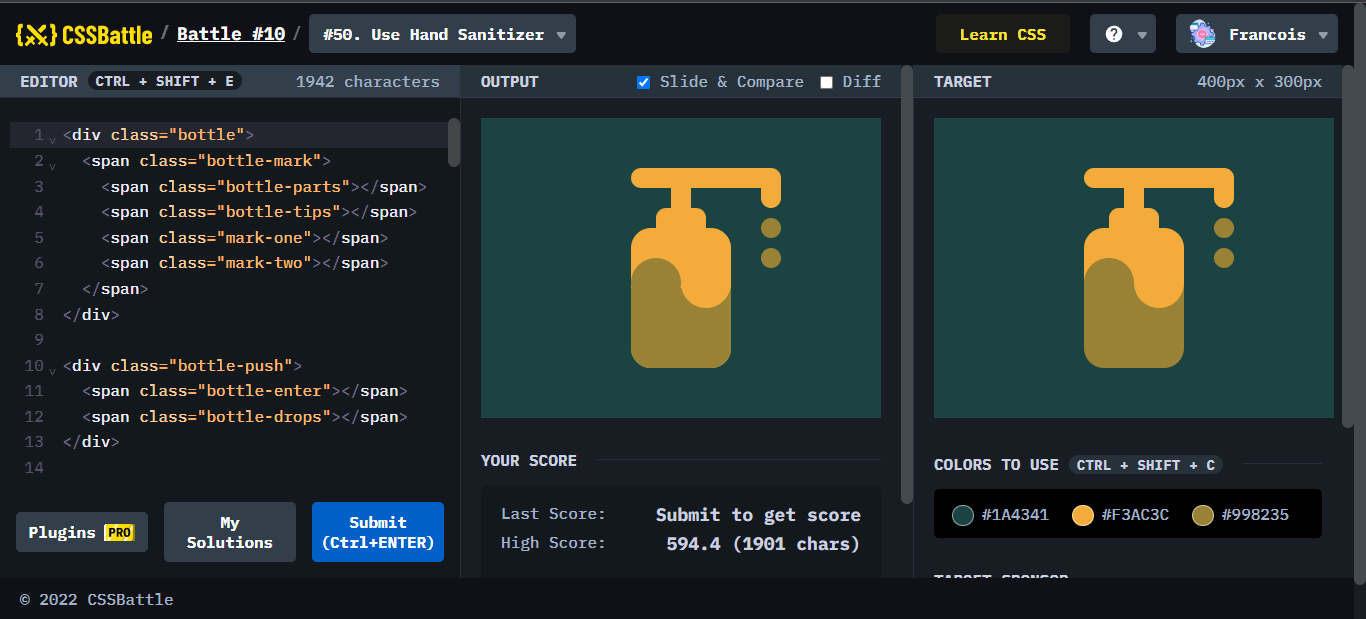 CSSBattle / Battle #10 / #50. Use Hand Sanitizer Learn CSS ? Francois
EDITOR CTRL + SHIFT + E 1942 characters
OUTPUT Slide & Compare Diff
TARGET 400px x 300px
1 <div class="bottle">
2 <span class="bottle-mark">
3 <span class="bottle-parts"></span>
4 <span class="bottle-tips"></span>
5 <span class="mark-one"></span>
6 <span class="mark-two"></span>
7 </span>
8 </div>
9
10 <div class="bottle-push">
11 <span class="bottle-enter"></span>
12 <span class="bottle-drops"></span>
13 </div>
14
Plugins PRO
My
Solutions
Submit
(Ctrl+ENTER)
YOUR SCORE
Last Score: Submit to get score
High Score: 594.4 (1901 chars)
COLORS TO USE CTRL + SHIFT + C
#1A4341 #F3AC3C #998235
TARGET SPONSOR
© 2022 CSSBattle